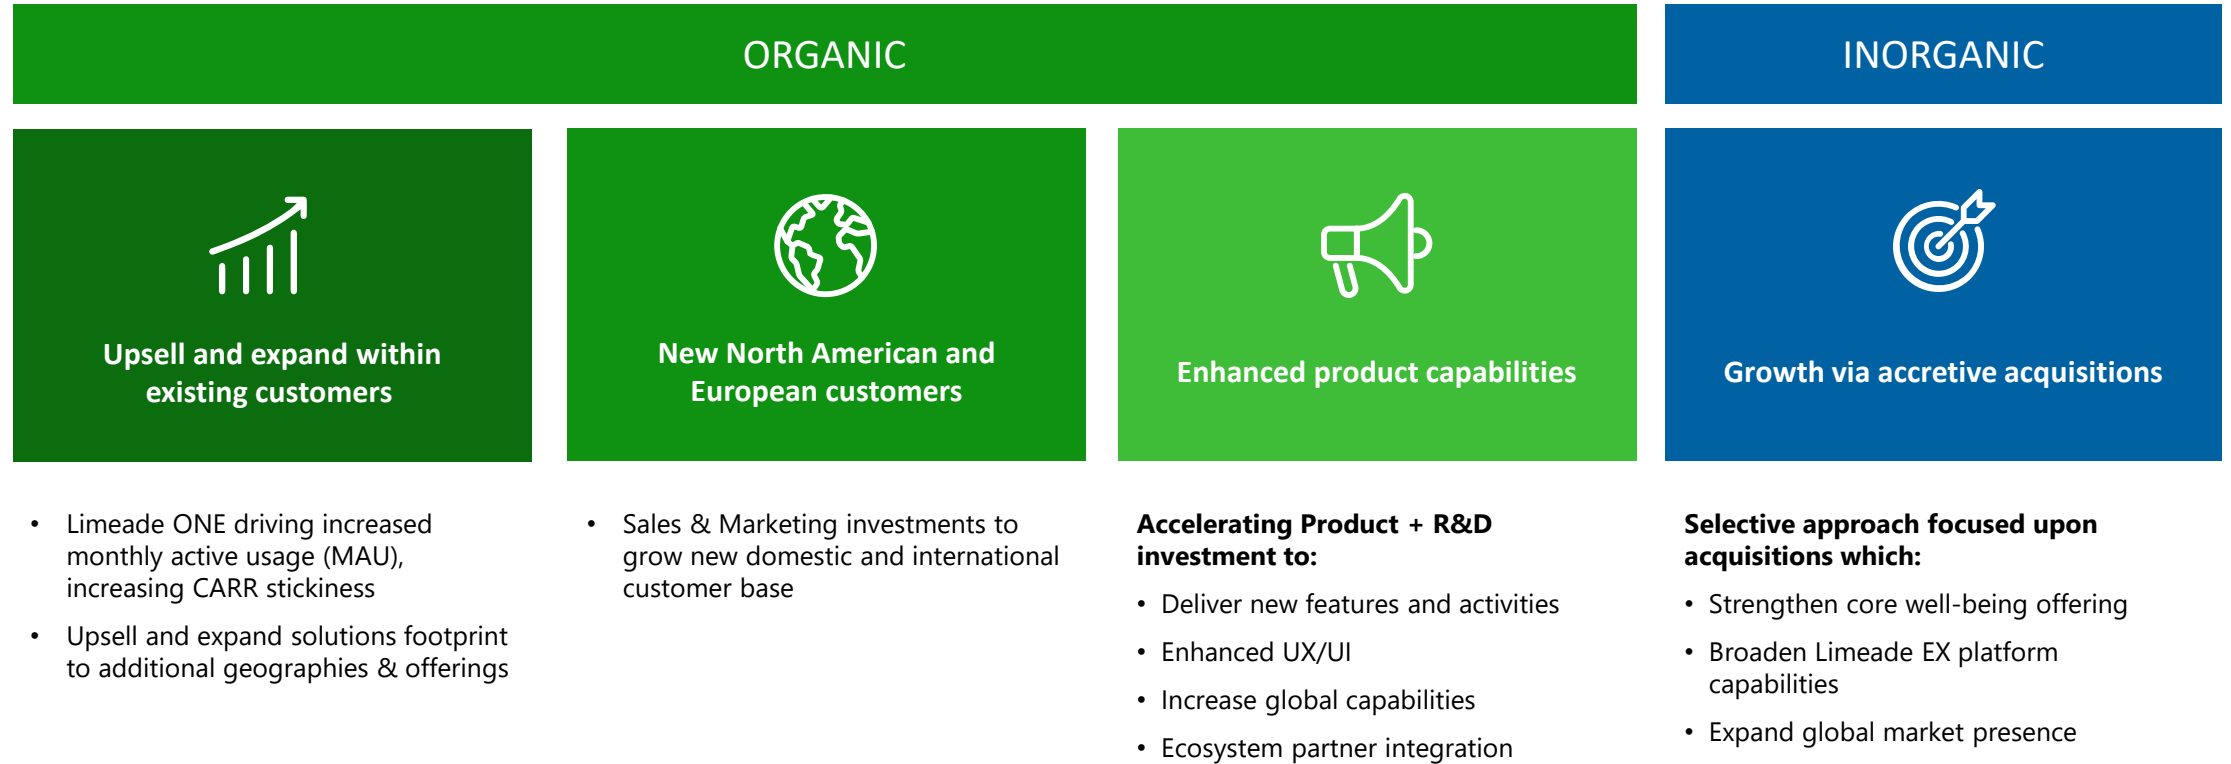 ORGANIC
INORGANIC
Upsell and expand within
existing customers
New North American and
European customers
Enhanced product capabilities
Growth via accretive acquisitions
• Limeade ONE driving increased
monthly active usage (MAU),
increasing CARR stickiness
• Upsell and expand solutions footprint
to additional geographies & offerings
• Sales & Marketing investments to
grow new domestic and international
customer base
Accelerating Product + R&D
investment to:
• Deliver new features and activities
• Enhanced UX/UI
• Increase global capabilities
• Ecosystem partner integration
Selective approach focused upon
acquisitions which:
• Strengthen core well-being offering
• Broaden Limeade EX platform
capabilities
• Expand global market presence